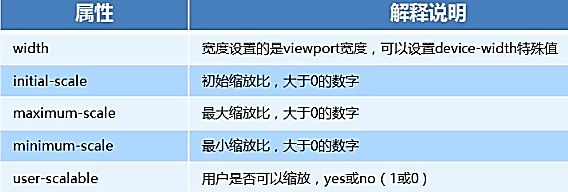 属性 解释说明
width 宽度设置的是viewport宽度，可以设置device-width特殊值
initial-scale 初始缩放比，大于0的数字
maximum-scale 最大缩放比，大于0的数字
minimum-scale 最小缩放比，大于0的数字
user-scalable 用户是否可以缩放，yes或no（1或0）